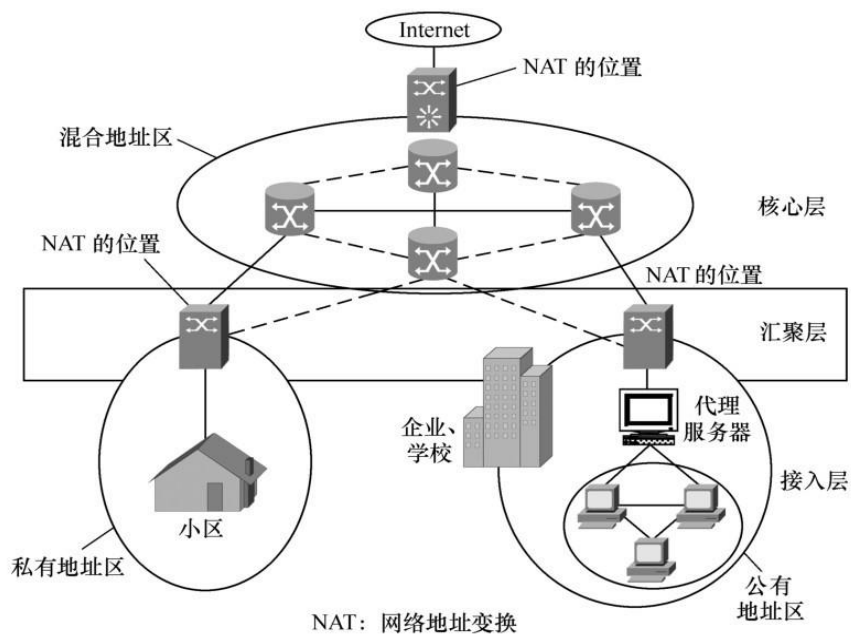 Internet
NAT 的位置
混合地址区
核心层
NAT 的位置
NAT 的位置
汇聚层
企业、
学校
代理
服务器
接入层
小区
私有地址区
公有
地址区
NAT：网络地址变换